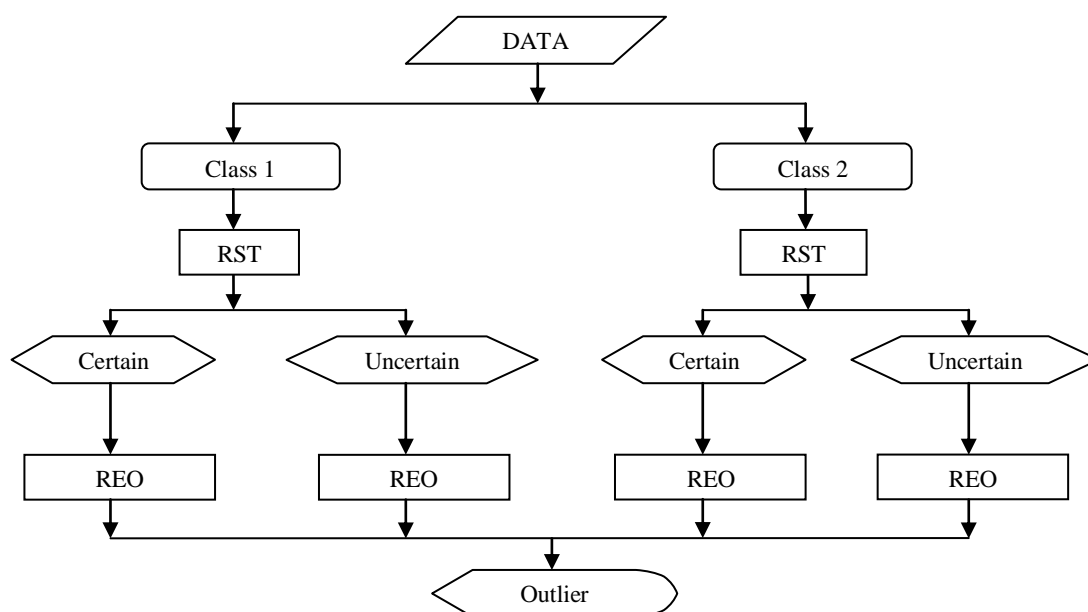 DATA
Class 1
Class 2
RST
RST
Certain
Uncertain
Certain
Uncertain
REO
REO
REO
REO
Outlier